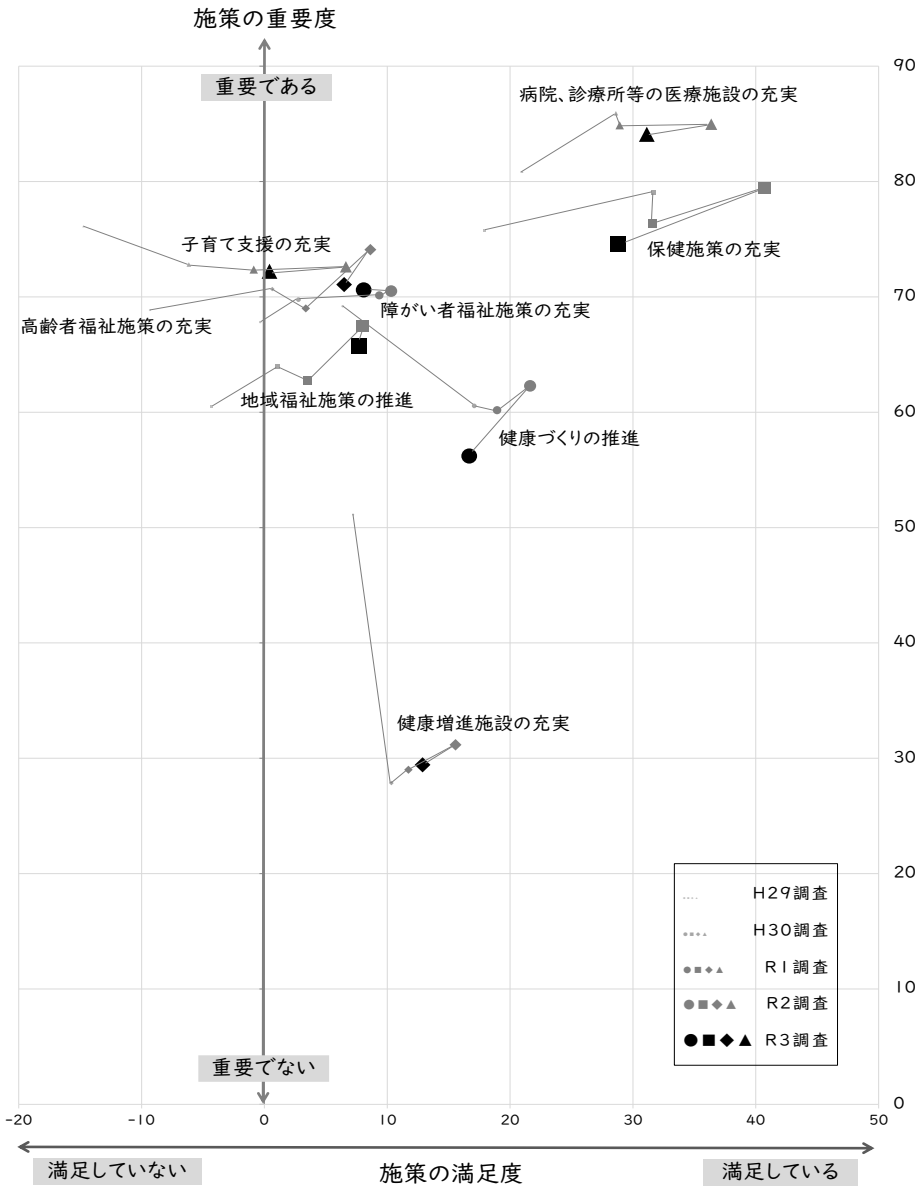 施策の重要度
90
重要である
病院、診療所等の医療施設の充実
80
子育て支援の充実
保健施策の充実
70
障がい者福祉施策の充実
高齢者福祉施策の充実
地域福祉施策の推進
60
健康づくりの推進
50
40
健康増進施設の充実
30
20
H29調査
H30調査
R1調査
10
R2調査
R3調査
重要でない
0
-20 -10 0 10 20 30 40 50
満足していない 施策の満足度 満足している